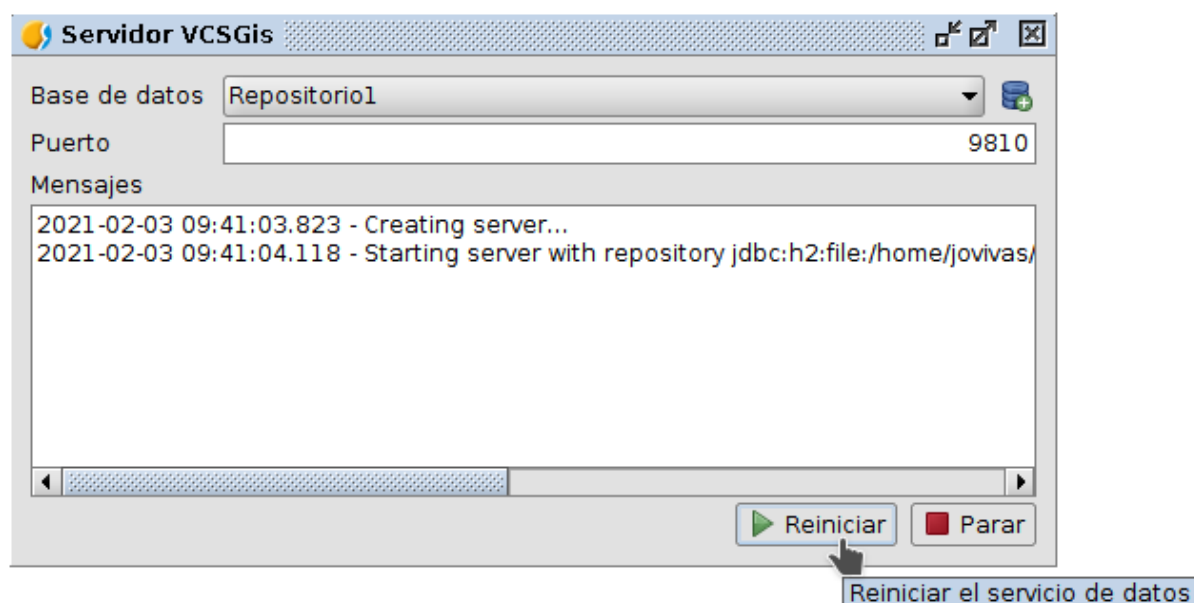 Servidor VCSGis
Base de datos Repositorio1
Puerto 9810
Mensajes
2021-02-03 09:41:03.823 - Creating server...
2021-02-03 09:41:04.118 - Starting server with repository jdbc:h2:file:/home/jovivas/
Reiniciar Parar
Reiniciar el servicio de datos